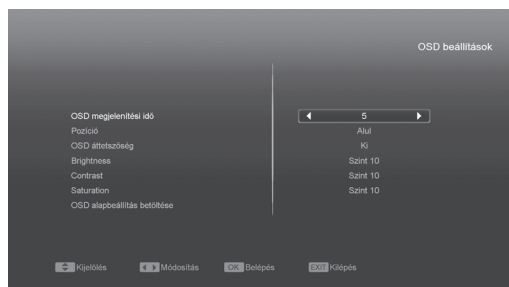 OSD beállítások
OSD megjelenítési idő 5
Pozíció Alul
OSD áttetszőség Ki
Brightness Szint 10
Contrast Szint 10
Saturation Szint 10
OSD alapbeállítás betöltése
Kijelölés Módosítás OK Belépés EXIT Kilépés